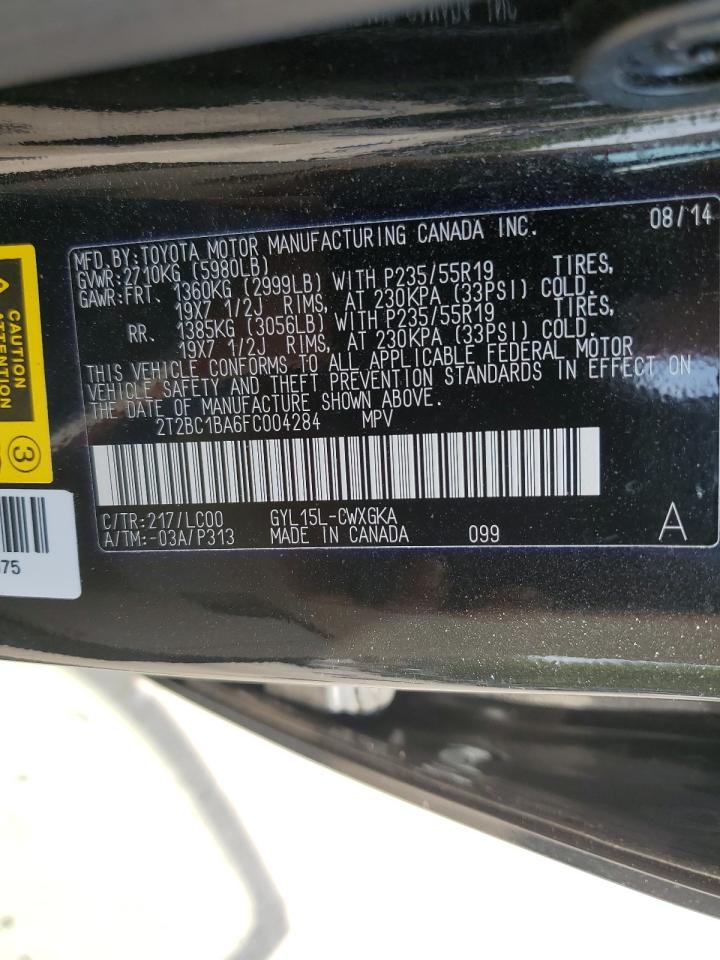 08/14
MFD.BY:TOYOTA MOTOR MANUFACTURING CANADA INC.
GVWR:2710KG (5980LB)
GAWR:FRT. 1360KG (2999LB) WITH P235/55R19 TIRES,
19X7 1/2J RIMS, AT 230KPA (33PSI) COLD.
RR. 1385KG (3056LB) WITH P235/55R19 TIRES,
19X7 1/2J RIMS, AT 230KPA (33PSI) COLD.
THIS VEHICLE CONFORMS TO ALL APPLICABLE FEDERAL MOTOR
VEHICLE SAFETY AND THEFT PREVENTION STANDARDS IN EFFECT ON
THE DATE OF MANUFACTURE SHOWN ABOVE.
2T2BC1BA6FC004284 MPV
C/TR:217/LC00 GYL15L-CWXGKA
A/TM:-03A/P313 MADE IN CANADA 099 A
CAUTION
ATTENTION
3